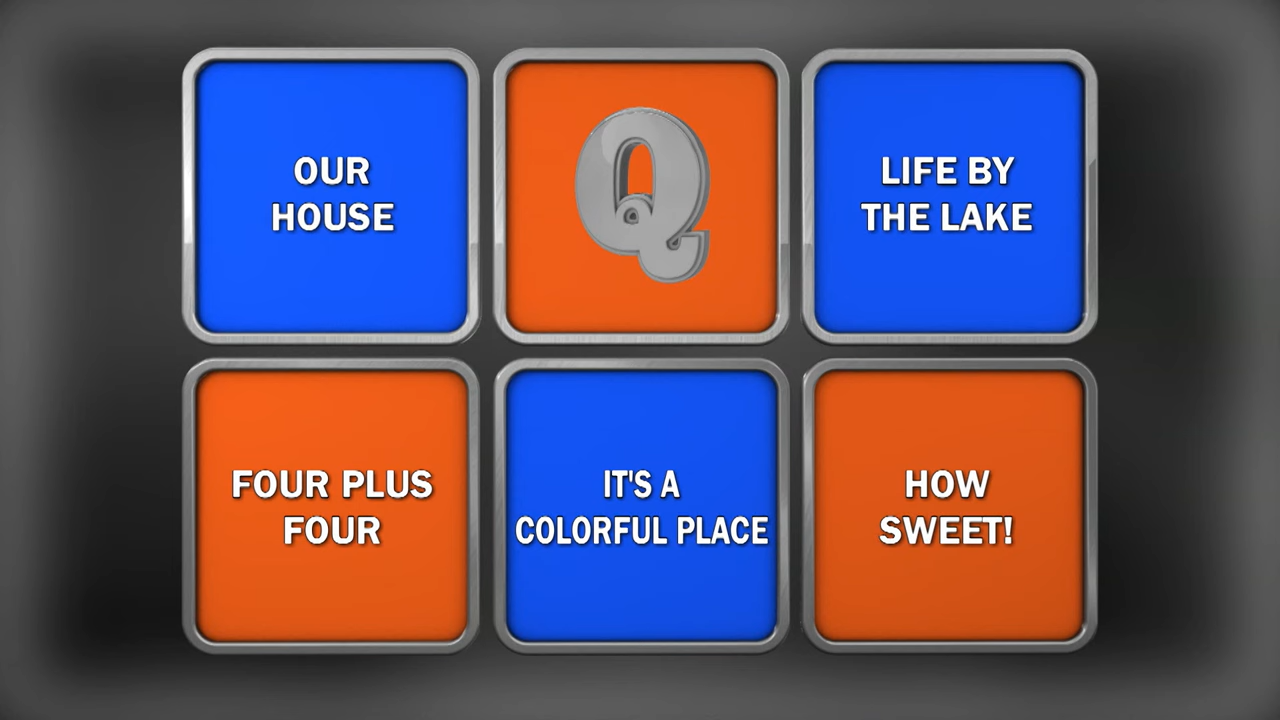 OUR
HOUSE
Q
LIFE BY
THE LAKE
FOUR PLUS
FOUR
IT'S A
COLORFUL PLACE
HOW
SWEET!